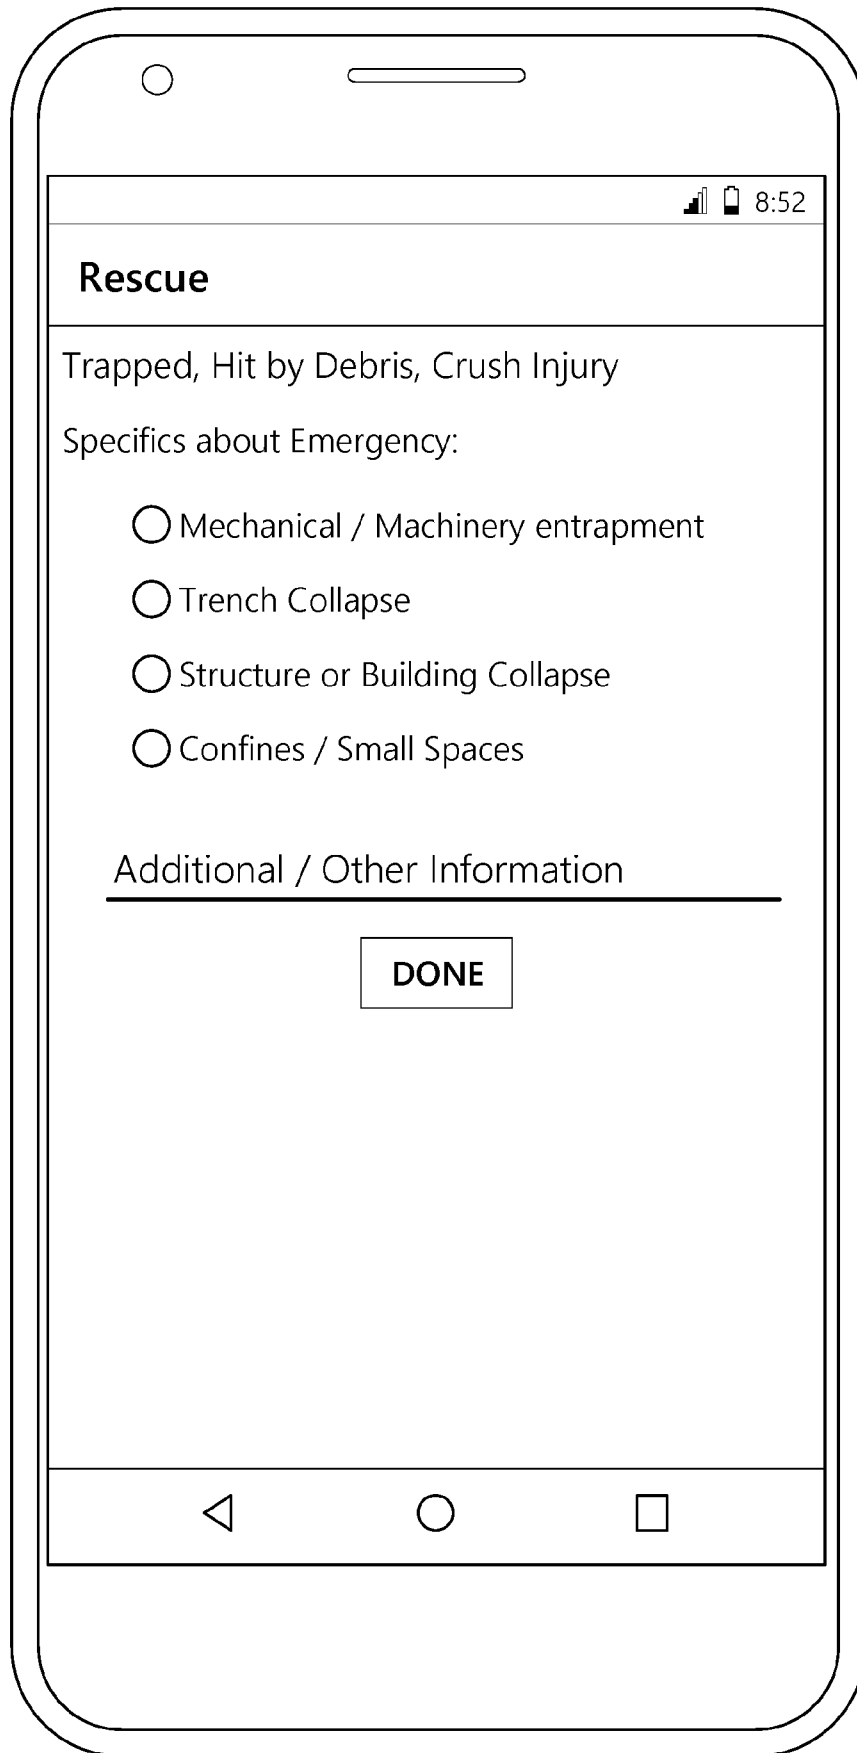 8:52
Rescue
Trapped, Hit by Debris, Crush Injury
Specifics about Emergency:
Mechanical / Machinery entrapment
Trench Collapse
Structure or Building Collapse
Confines / Small Spaces
Additional / Other Information
DONE